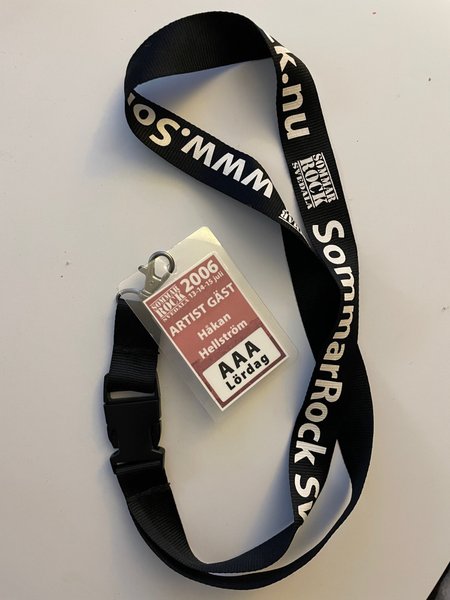 www.So
k.nu
SOMMAR
ROCK
SVEDALA
SommarRock Sv
SOMMAR
ROCK
SVEDALA
2006
13-14-15 juli
ARTIST GÄST
Håkan
Hellström
AAA
Lördag